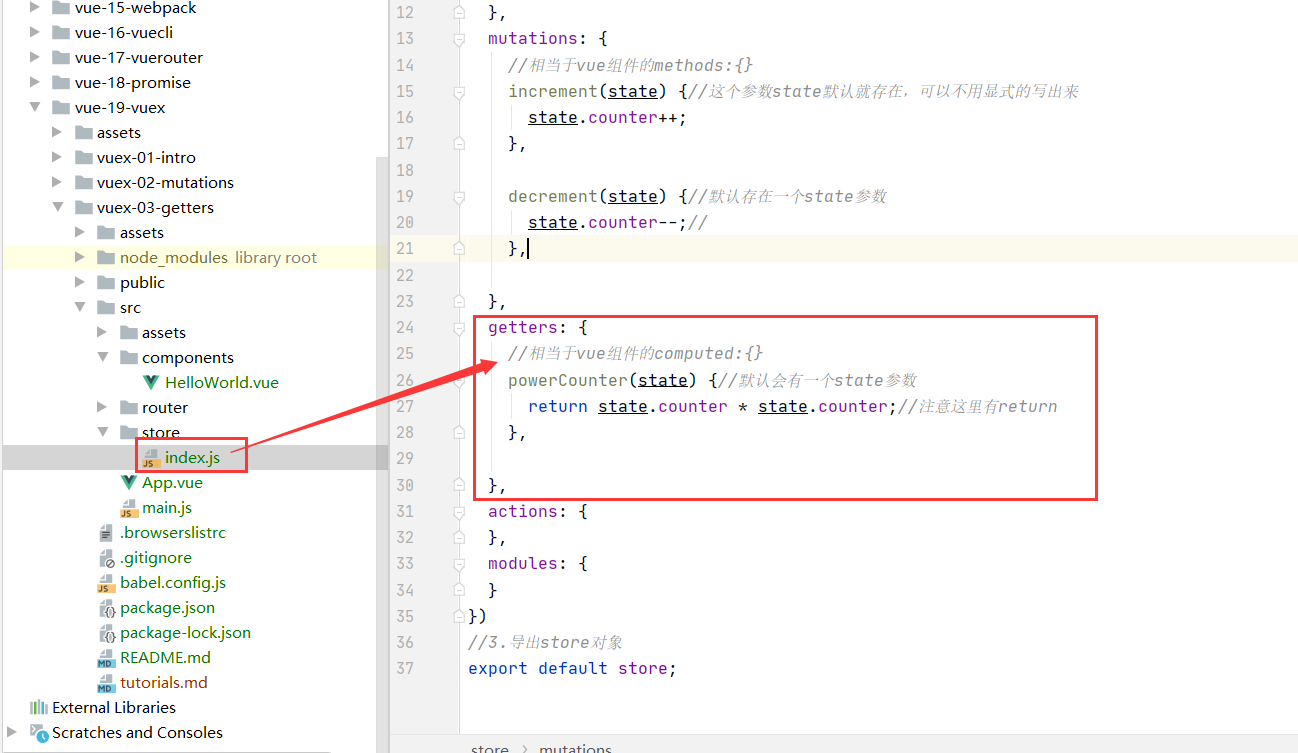 vue-15-webpack
vue-16-vuecli
vue-17-vuerouter
vue-18-promise
vue-19-vuex
assets
vuex-01-intro
vuex-02-mutations
vuex-03-getters
assets
node_modules library root
public
src
assets
components
HelloWorld.vue
router
store
index.js
App.vue
main.js
.browserslistrc
.gitignore
babel.config.js
package.json
package-lock.json
README.md
tutorials.md
External Libraries
Scratches and Consoles
12 },
13 mutations: {
14 //相当于vue组件的methods:{}
15 increment(state) {//这个参数state默认就存在，可以不用显式的写出来
16 state.counter++;
17 },
18
19 decrement(state) {//默认存在一个state参数
20 state.counter--;//
21 },
22
23 },
24 getters: {
25 //相当于vue组件的computed:{}
26 powerCounter(state) {//默认会有一个state参数
27 return state.counter * state.counter;//注意这里有return
28 },
29
30 },
31 actions: {
32 },
33 modules: {
34 }
35 })
36 //3.导出store对象
37 export default store;
store > mutations